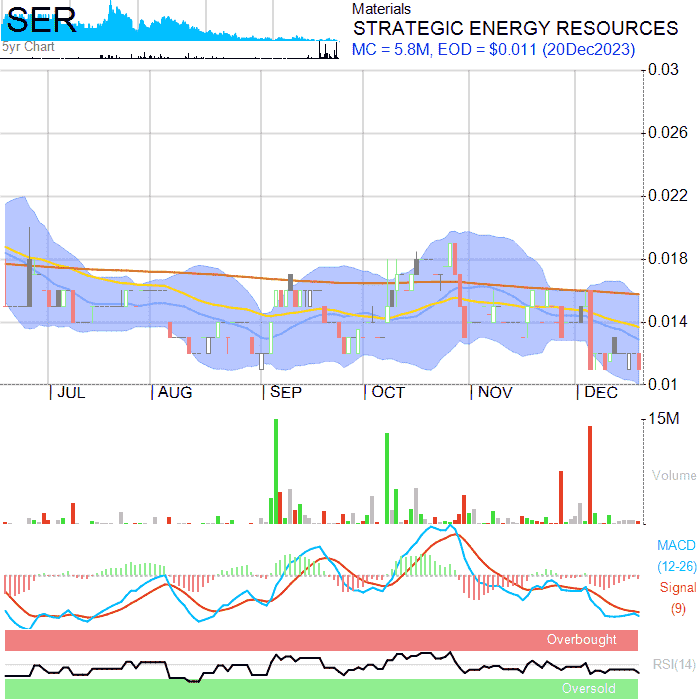 SER
5yr Chart
Materials
STRATEGIC ENERGY RESOURCES
MC = 5.8M, EOD = $0.011 (20Dec2023)
0.03
0.026
0.022
0.018
0.014
0.01
JUL
AUG
SEP
OCT
NOV
DEC
15M
Volume
MACD
(12-26)
Signal
(9)
Overbought
RSI(14)
Oversold